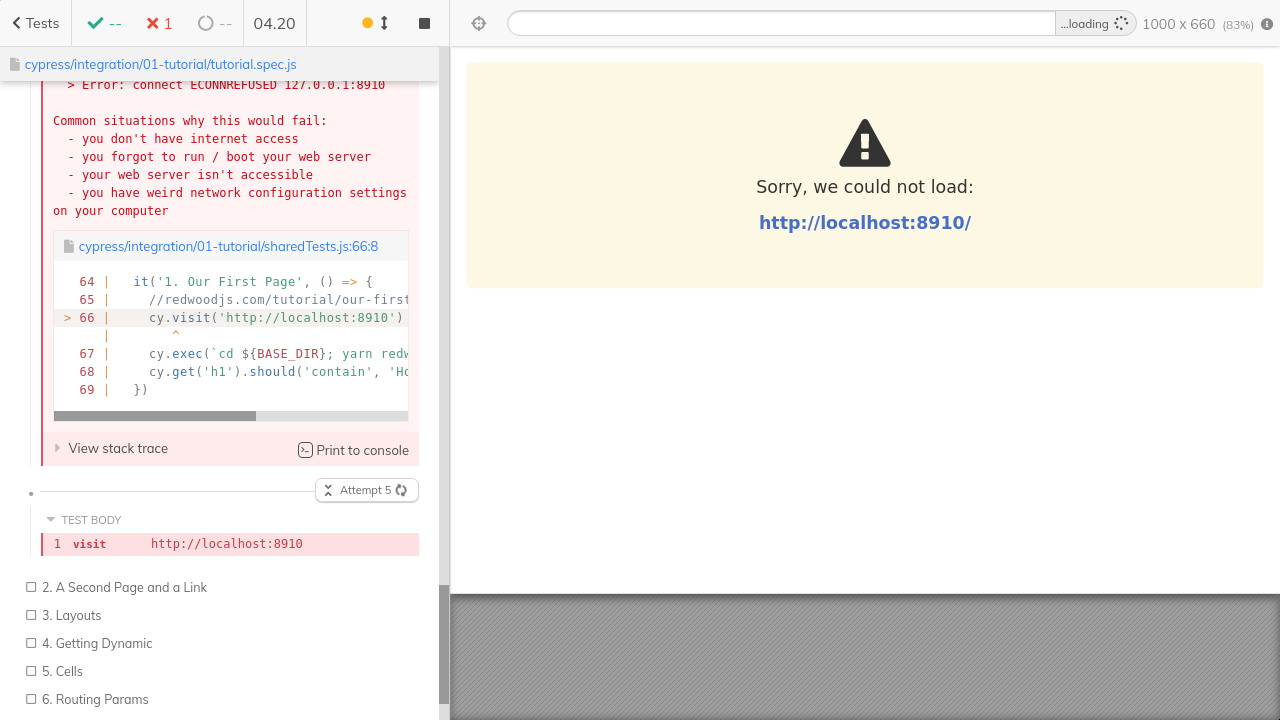 Tests
--
1
--
04.20
...loading
1000 x 660 (83%)
cypress/integration/01-tutorial/tutorial.spec.js
> Error: connect ECONNREFUSED 127.0.0.1:8910
Common situations why this would fail:
- you don't have internet access
- you forgot to run / boot your web server
- your web server isn't accessible
- you have weird network configuration settings
on your computer
cypress/integration/01-tutorial/sharedTests.js:66:8
64 | it('1. Our First Page', () => {
65 | //redwoodjs.com/tutorial/our-first
> 66 | cy.visit('http://localhost:8910')
| ^
67 | cy.exec(`cd ${BASE_DIR}; yarn redw
68 | cy.get('h1').should('contain', 'Ho
69 | })
View stack trace
Print to console
Attempt 5
TEST BODY
1 visit http://localhost:8910
2. A Second Page and a Link
3. Layouts
4. Getting Dynamic
5. Cells
6. Routing Params
Sorry, we could not load:
http://localhost:8910/